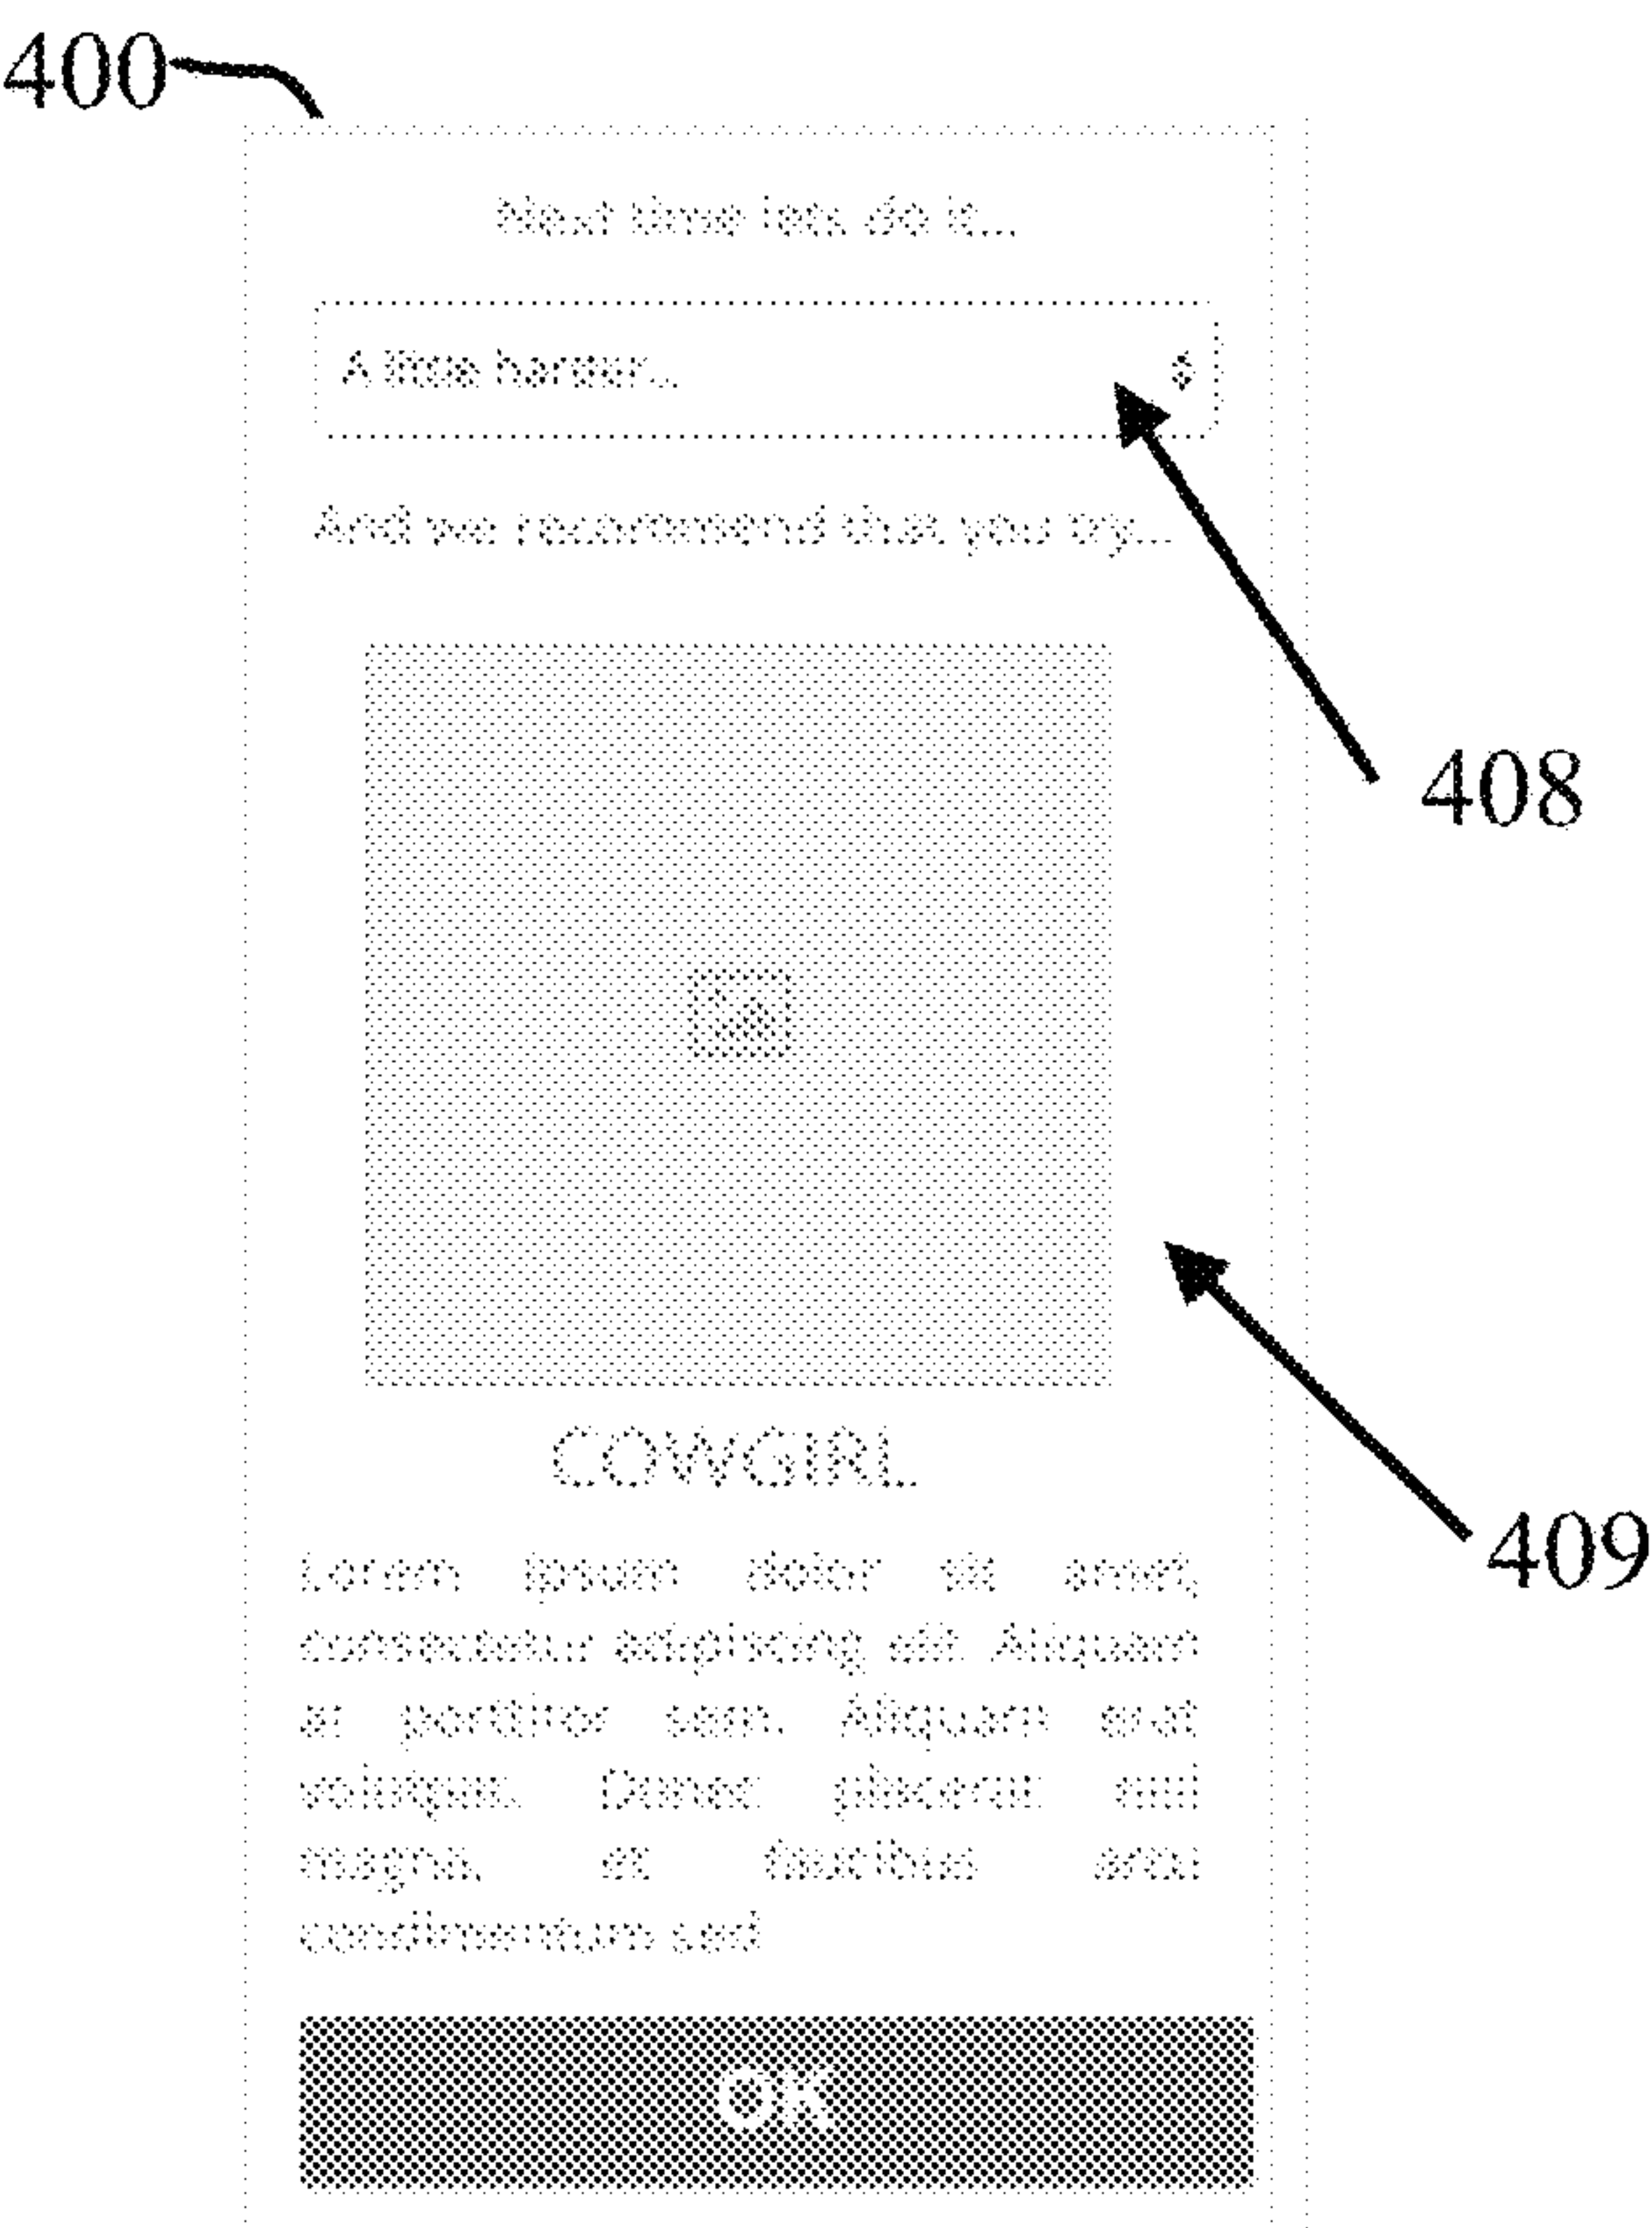 400
Next time lets do it...
A little harder...
And we recommend that you try...
408
COWGIRL
409
Lorem ipsum dolor sit amet,
consectetur adipiscing elit. Aliquam
at porttitor sem. Aliquam erat
volutpat. Donec placerat nisl
magna, et faucibus arcu
condimentum sed
OK